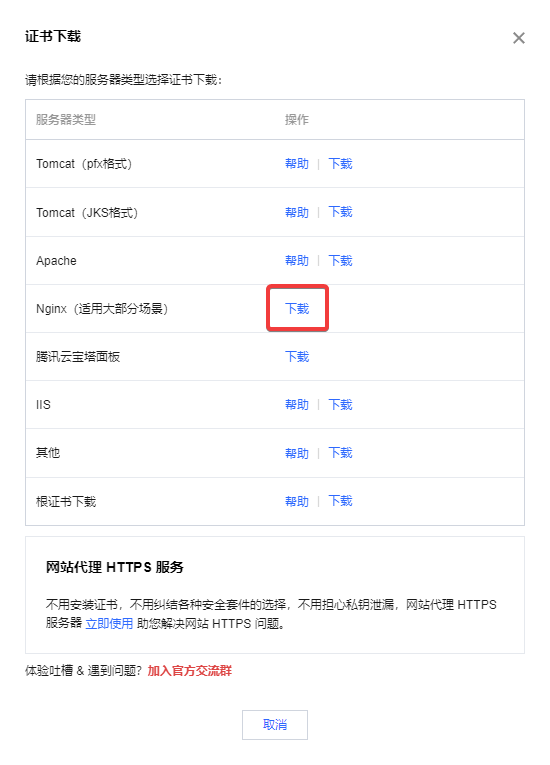 证书下载
请根据您的服务器类型选择证书下载：
服务器类型 操作
Tomcat（pfx格式） 帮助 | 下载
Tomcat（JKS格式） 帮助 | 下载
Apache 帮助 | 下载
Nginx（适用大部分场景） 下载
腾讯云宝塔面板 下载
IIS 帮助 | 下载
其他 帮助 | 下载
根证书下载 帮助 | 下载
网站代理 HTTPS 服务
不用安装证书，不用纠结各种安全套件的选择，不用担心私钥泄漏，网站代理 HTTPS
服务器 立即使用 助您解决网站 HTTPS 问题。
体验吐槽 & 遇到问题？加入官方交流群
取消